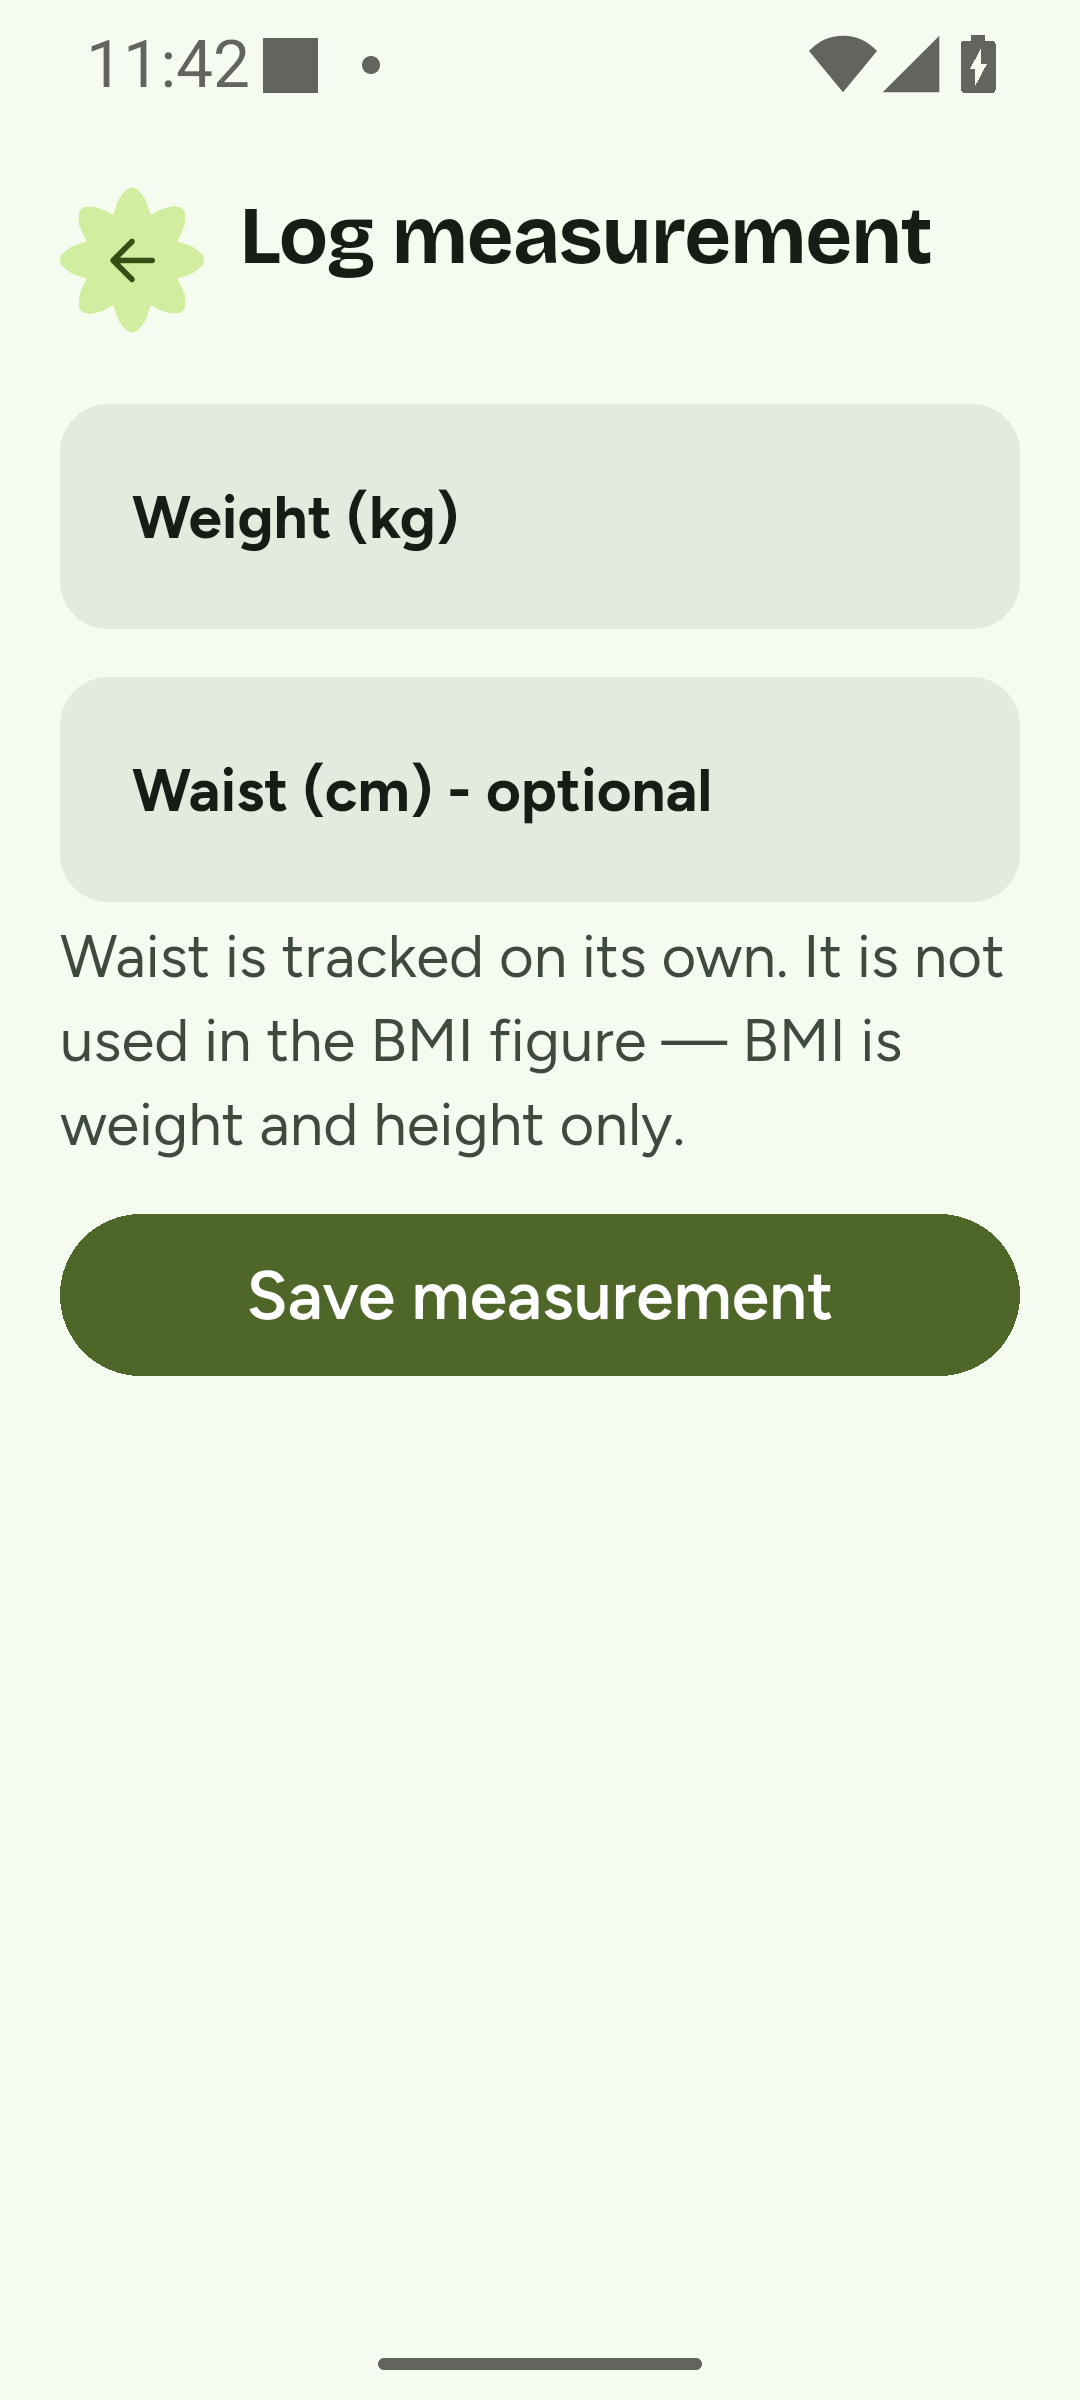 11:42
Log measurement
Weight (kg)
Waist (cm) - optional
Waist is tracked on its own. It is not
used in the BMI figure — BMI is
weight and height only.
Save measurement